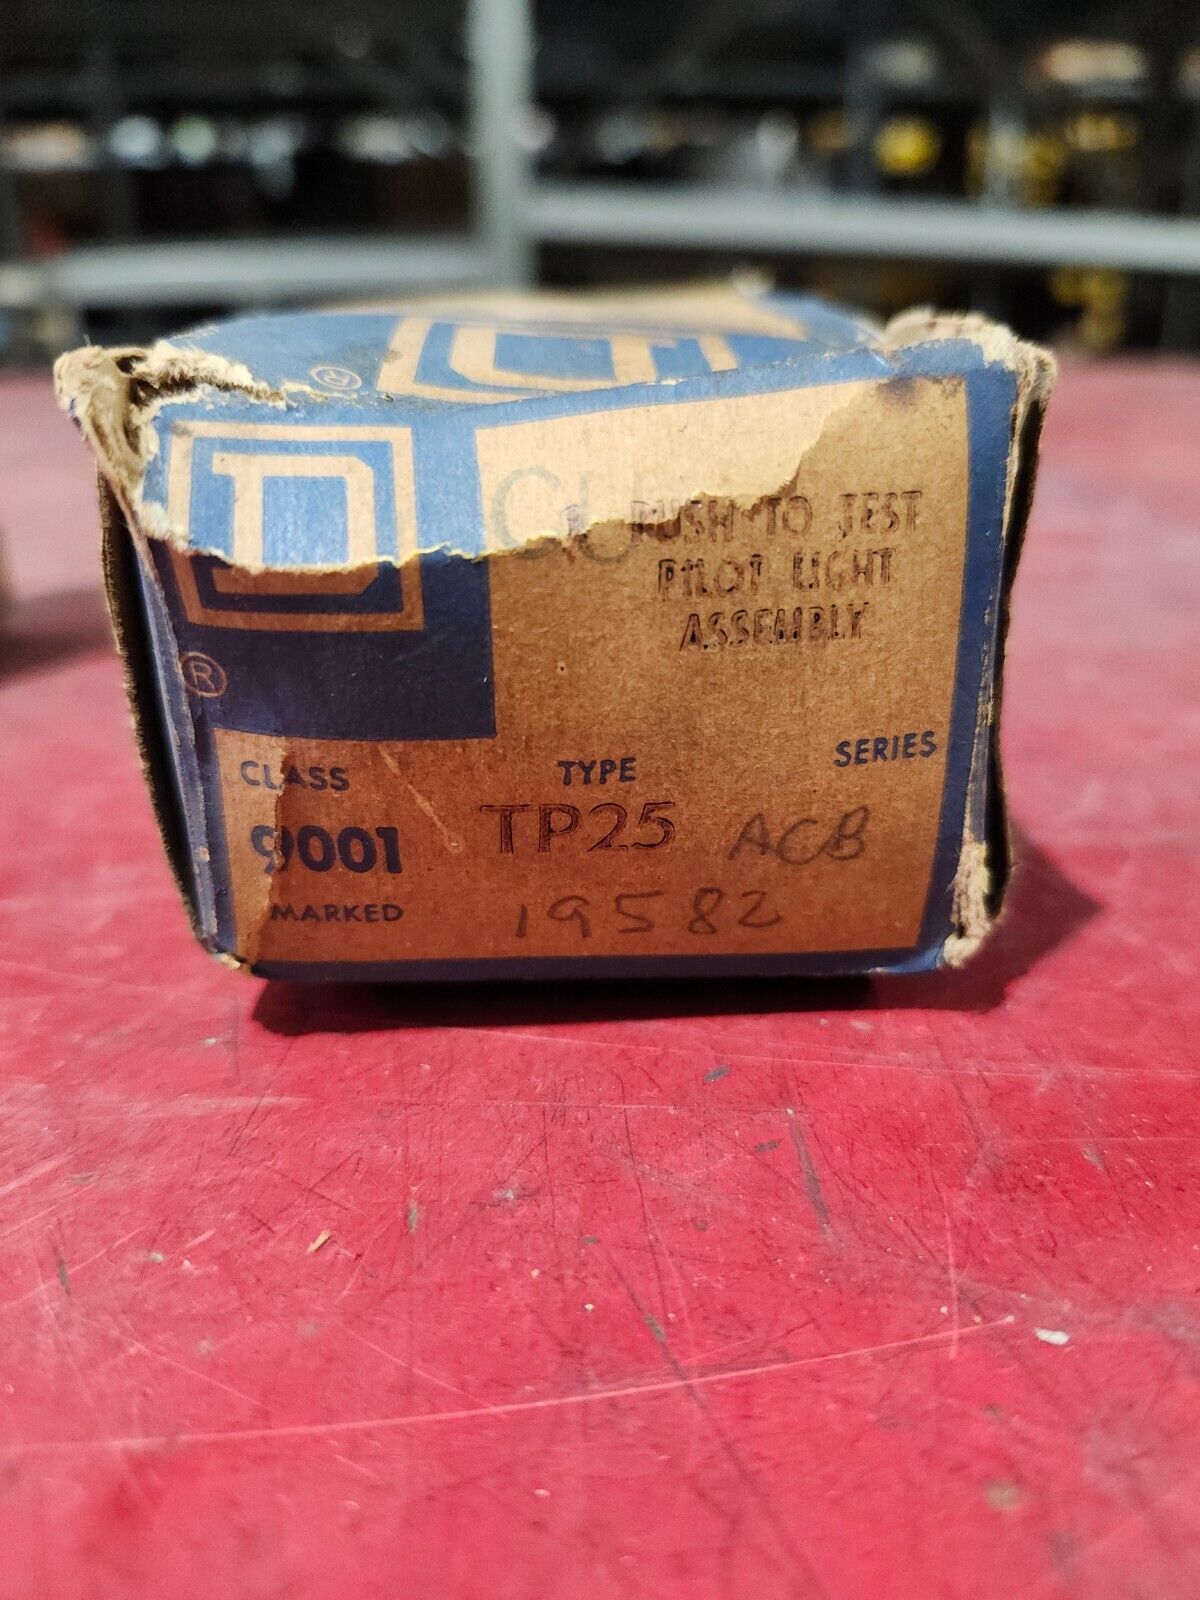 ®
D
D
PUSH TO TEST
PILOT LIGHT
ASSEMBLY
®
CLASS TYPE SERIES
9001 TP25 ACB
MARKED 19582